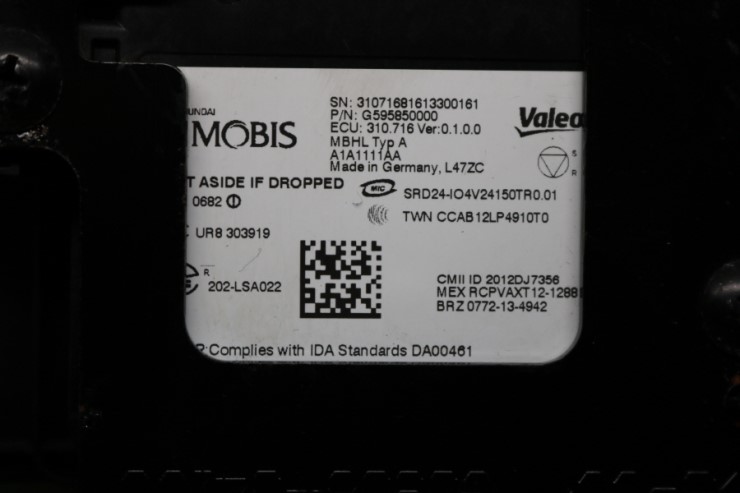 SN: 31071681613300161
P/N: G595850000
ECU: 310.716 Ver:0.1.0.0
MBHL Typ A
A1A1111AA
Made in Germany, L47ZC
UNDAI
MOBIS
Valeo
S
R
T ASIDE IF DROPPED
MIC SRD24-IO4V24150TR0.01
0682
TWN CCAB12LP4910T0
UR8 303919
R
202-LSA022
CMII ID 2012DJ7356
MEX RCPVAXT12-1288
BRZ 0772-13-4942
Complies with IDA Standards DA00461